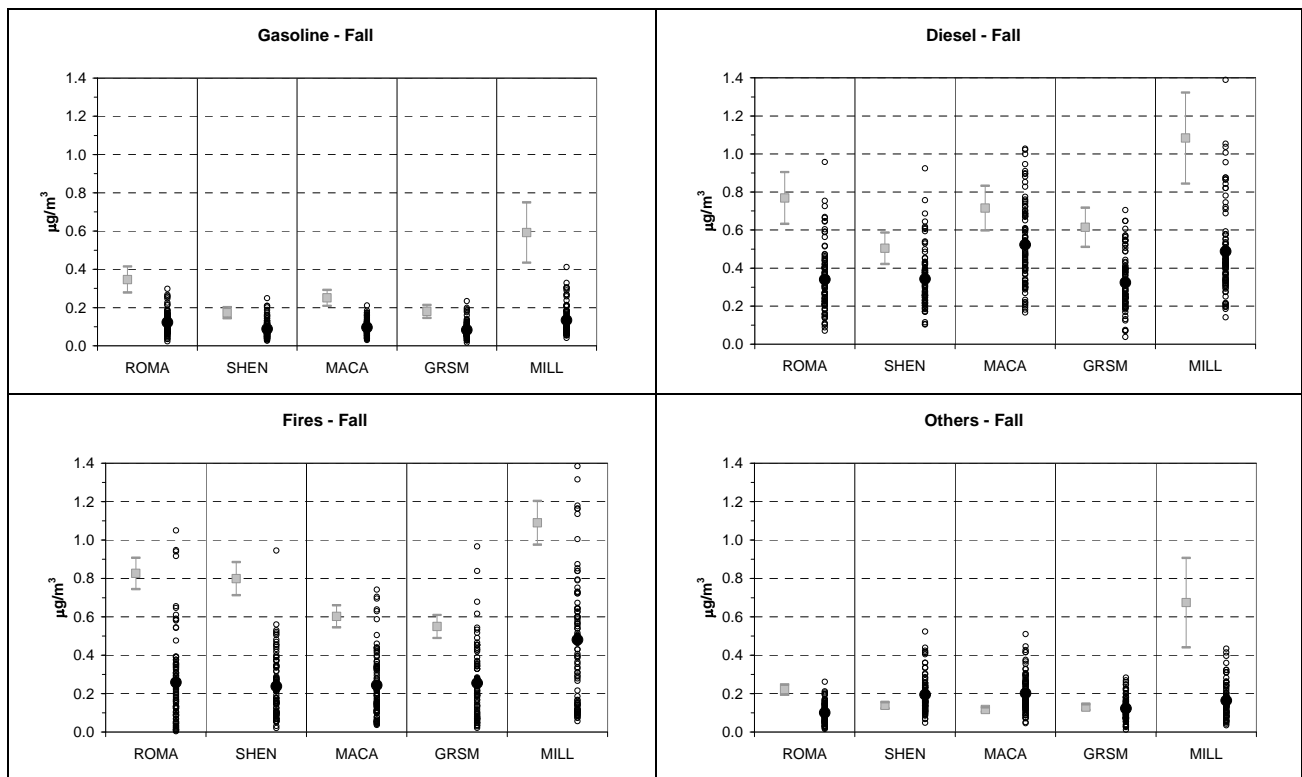 Gasoline - Fall
1.4
1.2
1.0
0.8
0.6
0.4
0.2
0.0
µg/m³
ROMA SHEN MACA GRSM MILL
Diesel - Fall
1.4
1.2
1.0
0.8
0.6
0.4
0.2
0.0
µg/m³
ROMA SHEN MACA GRSM MILL
Fires - Fall
1.4
1.2
1.0
0.8
0.6
0.4
0.2
0.0
µg/m³
ROMA SHEN MACA GRSM MILL
Others - Fall
1.4
1.2
1.0
0.8
0.6
0.4
0.2
0.0
µg/m³
ROMA SHEN MACA GRSM MILL